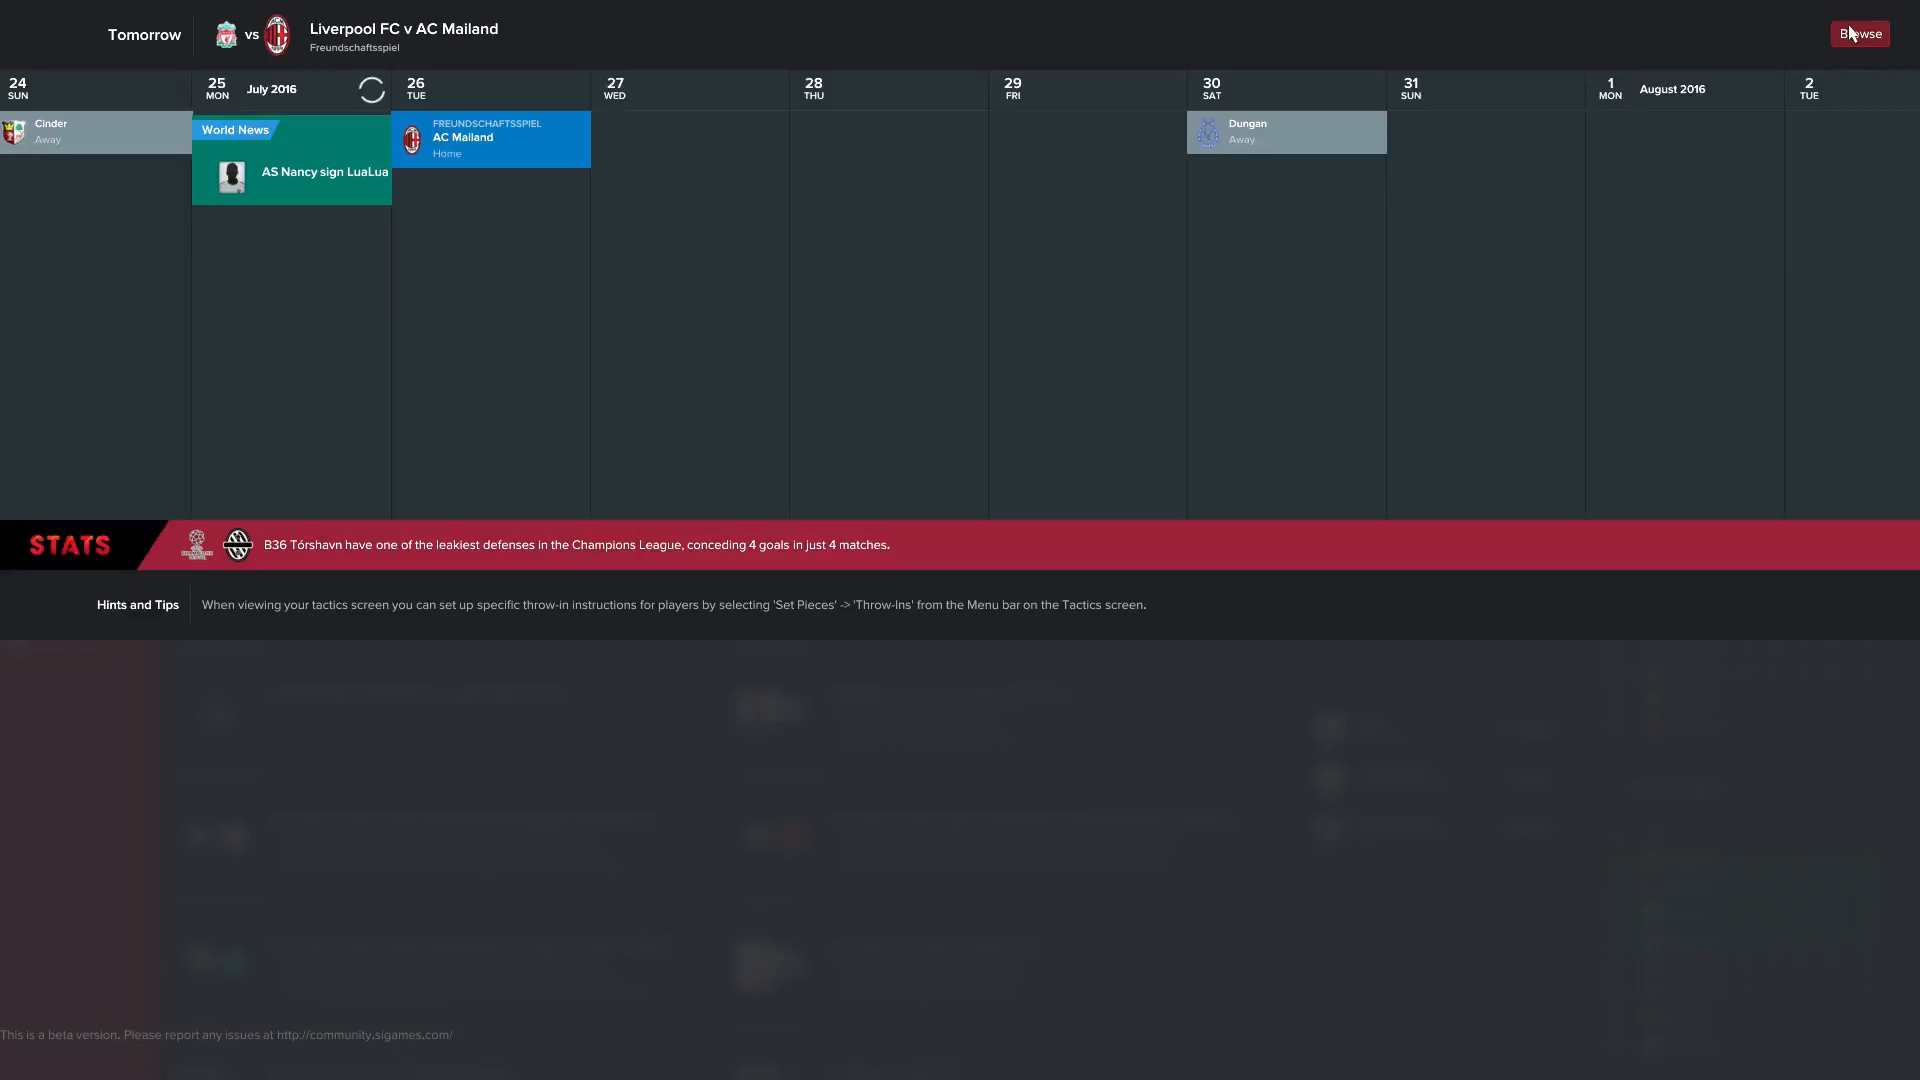 Tomorrow
vs
Liverpool FC v AC Mailand
Freundschaftsspiel
24
SUN
25
MON
July 2016
26
TUE
27
WED
28
THU
29
FRI
30
SAT
31
SUN
1
MON
August 2016
2
TUE
Cinder
Away
World News
AS Nancy sign LuaLua
FREUNDSCHAFTSSPIEL
AC Mailand
Home
Dungan
Away
STATS
B36 Tórshavn have one of the leakiest defenses in the Champions League, conceding 4 goals in just 4 matches.
Hints and Tips
When viewing your tactics screen you can set up specific throw-in instructions for players by selecting 'Set Pieces' -> 'Throw-Ins' from the Menu bar on the Tactics screen.
This is a beta version. Please report any issues at http://community.sigames.com/